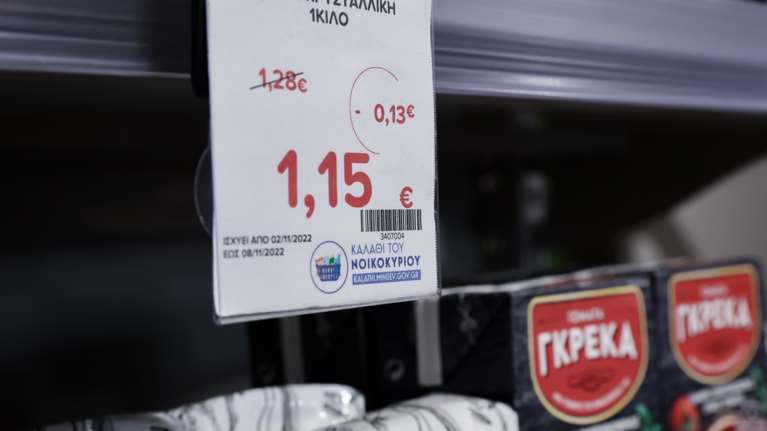 1ΚΙΛΟ
1,28€
- 0,13€
1,15 €
3407004
ΙΣΧΥΕΙ ΑΠΟ 02/11/2022
ΕΩΣ 08/11/2022
ΚΑΛΑΘΙ ΤΟΥ
ΝΟΙΚΟΚΥΡΙΟΥ
KALATHI.MINDEV.GOV.GR
ΓΚΡΕΚΑ
ΓΚΡΕΚΑ